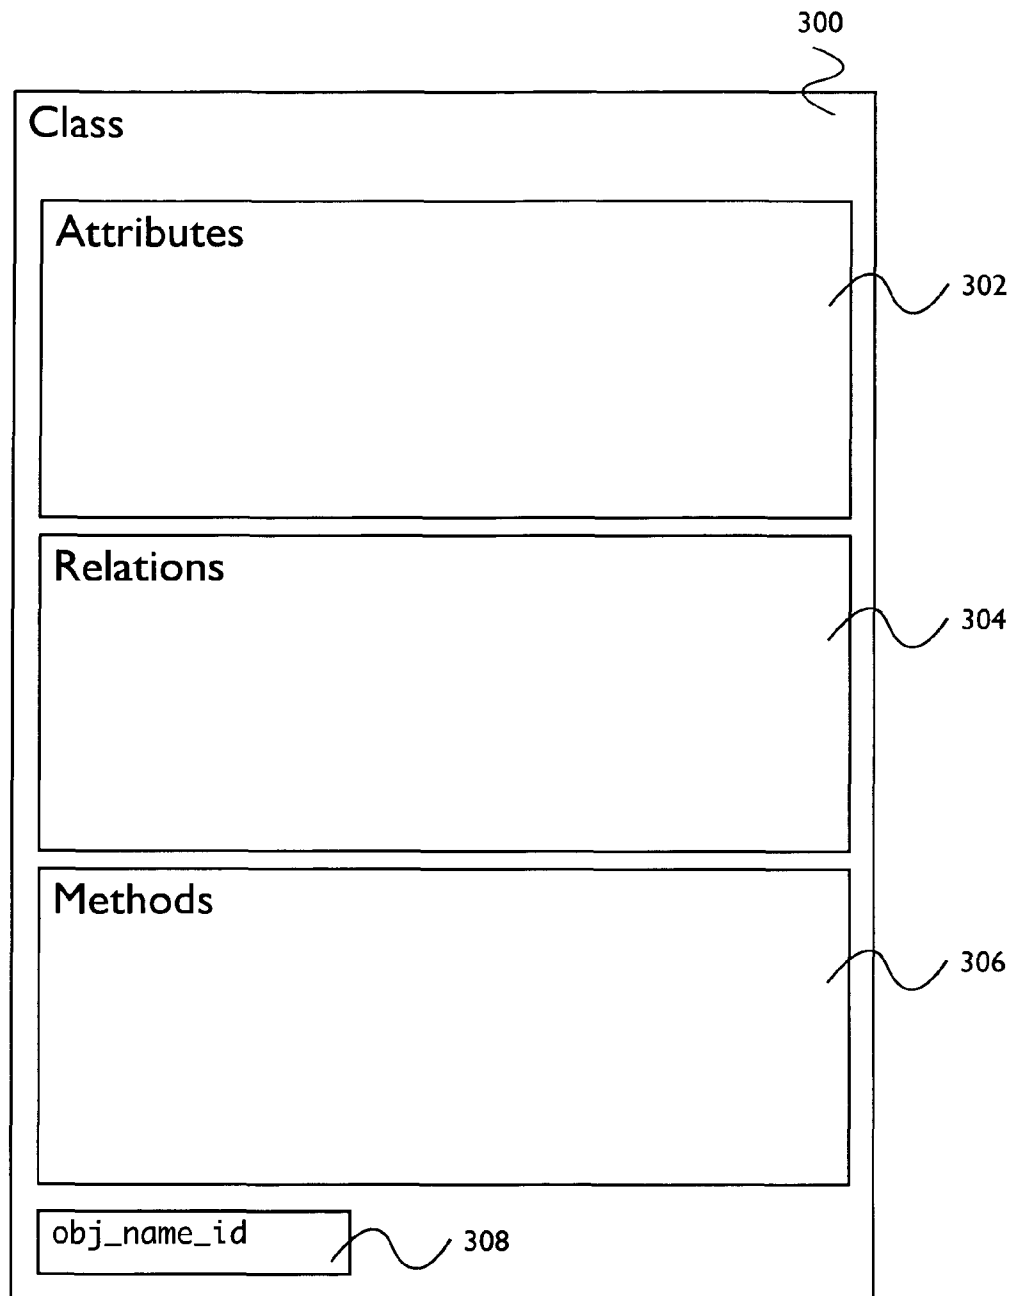 300
Class
Attributes
302
Relations
304
Methods
306
obj_name_id
308